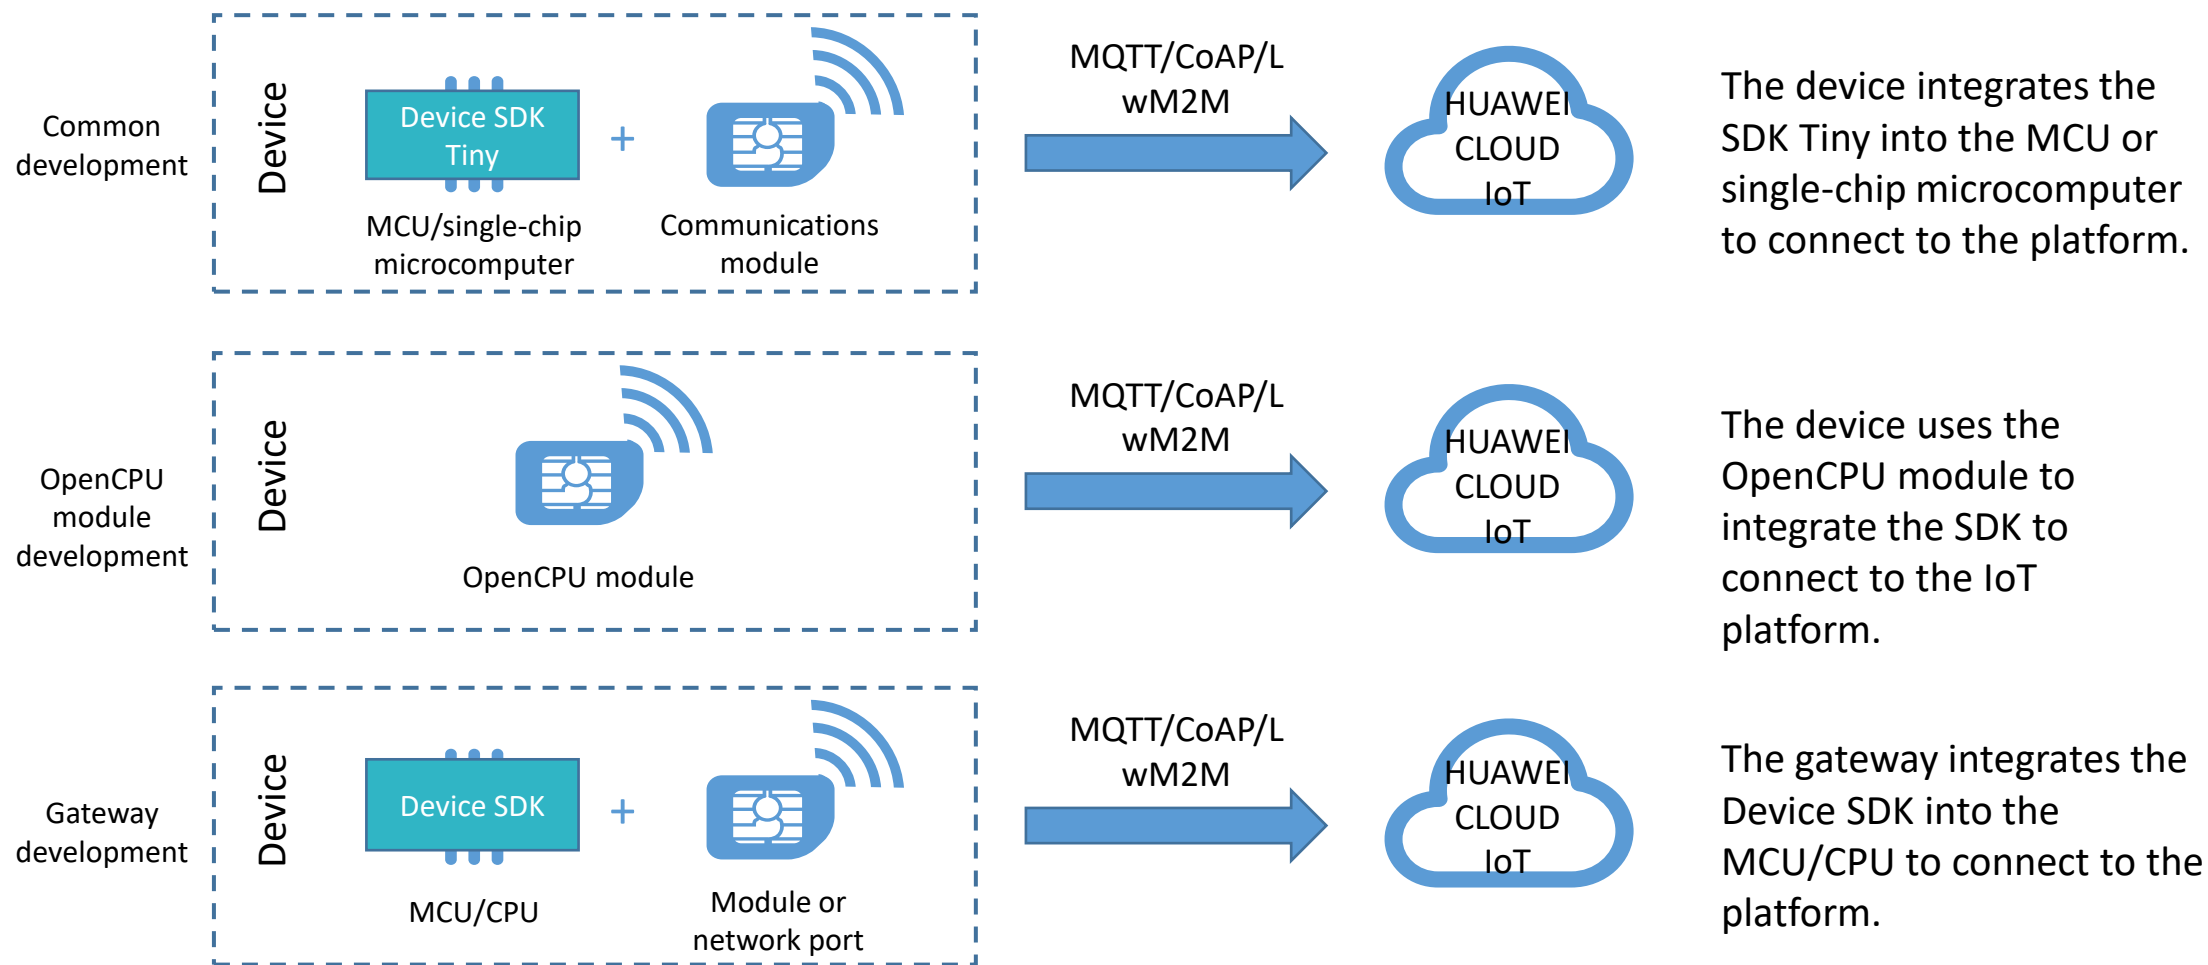 Common
development
Device
Device SDK
Tiny
+
MCU/single-chip
microcomputer
Communications
module
MQTT/CoAP/L
wM2M
HUAWEI
CLOUD
IoT
The device integrates the
SDK Tiny into the MCU or
single-chip microcomputer
to connect to the platform.
OpenCPU
module
development
Device
OpenCPU module
MQTT/CoAP/L
wM2M
HUAWEI
CLOUD
IoT
The device uses the
OpenCPU module to
integrate the SDK to
connect to the IoT
platform.
Gateway
development
Device
Device SDK
+
MCU/CPU
Module or
network port
MQTT/CoAP/L
wM2M
HUAWEI
CLOUD
IoT
The gateway integrates the
Device SDK into the
MCU/CPU to connect to the
platform.